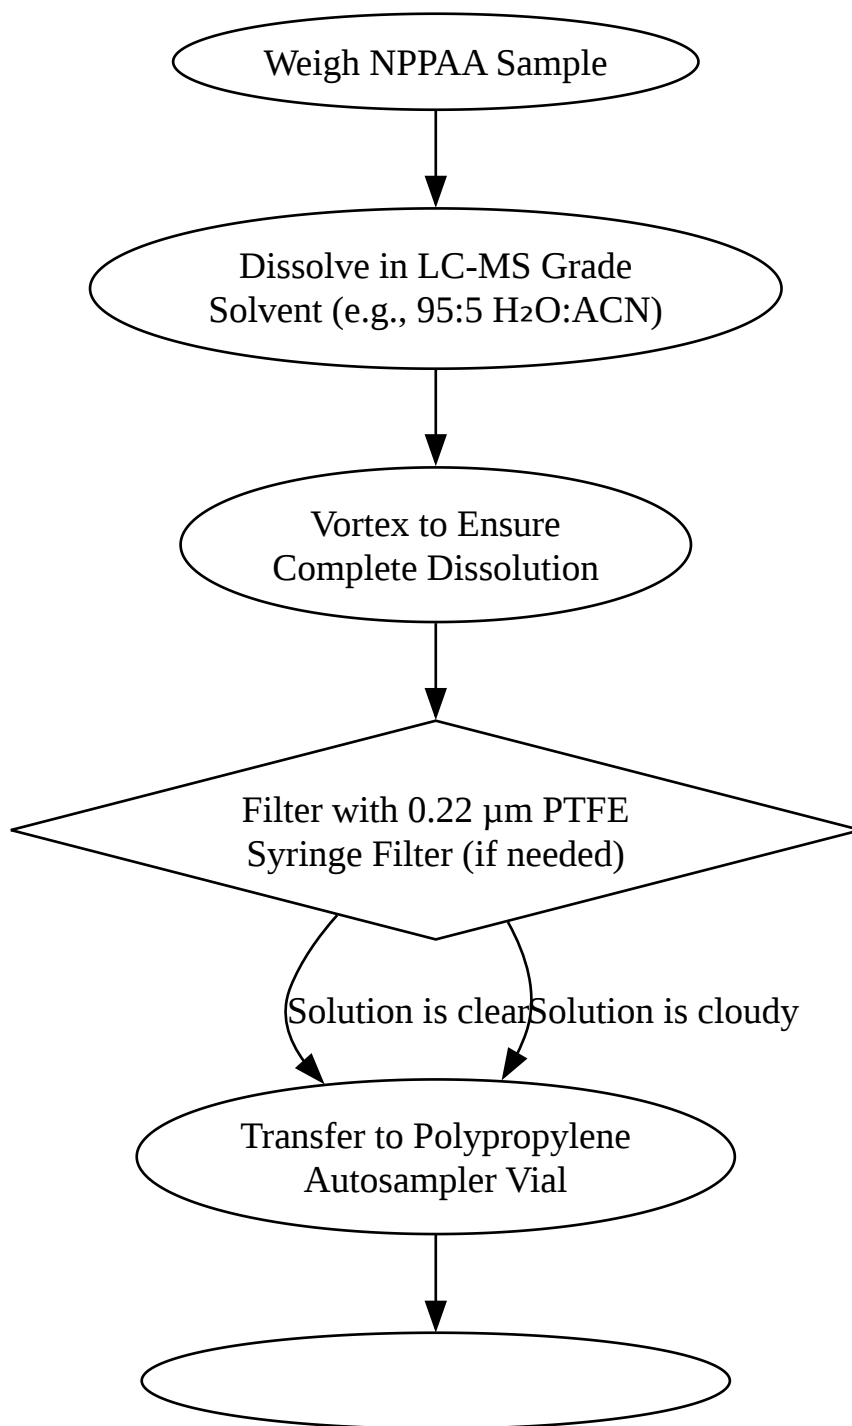 Weigh NPPAA Sample
Dissolve in LC-MS Grade
Solvent (e.g., 95:5 H₂O:ACN)
Vortex to Ensure
Complete Dissolution
Filter with 0.22 µm PTFE
Syringe Filter (if needed)
Solution is clear
Solution is cloudy
Transfer to Polypropylene
Autosampler Vial